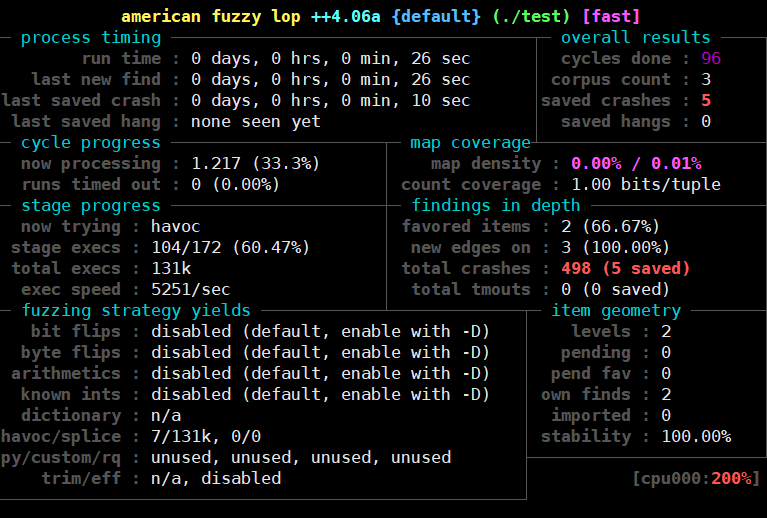 american fuzzy lop ++4.06a {default} (./test) [fast]
process timing overall results
run time : 0 days, 0 hrs, 0 min, 26 sec cycles done : 96
last new find : 0 days, 0 hrs, 0 min, 26 sec corpus count : 3
last saved crash : 0 days, 0 hrs, 0 min, 10 sec saved crashes : 5
last saved hang : none seen yet saved hangs : 0
cycle progress map coverage
now processing : 1.217 (33.3%) map density : 0.00% / 0.01%
runs timed out : 0 (0.00%) count coverage : 1.00 bits/tuple
stage progress findings in depth
now trying : havoc favored items : 2 (66.67%)
stage execs : 104/172 (60.47%) new edges on : 3 (100.00%)
total execs : 131k total crashes : 498 (5 saved)
exec speed : 5251/sec total tmouts : 0 (0 saved)
fuzzing strategy yields item geometry
bit flips : disabled (default, enable with -D) levels : 2
byte flips : disabled (default, enable with -D) pending : 0
arithmetics : disabled (default, enable with -D) pend fav : 0
known ints : disabled (default, enable with -D) own finds : 2
dictionary : n/a imported : 0
havoc/splice : 7/131k, 0/0 stability : 100.00%
py/custom/rq : unused, unused, unused, unused
trim/eff : n/a, disabled [cpu000:200%]